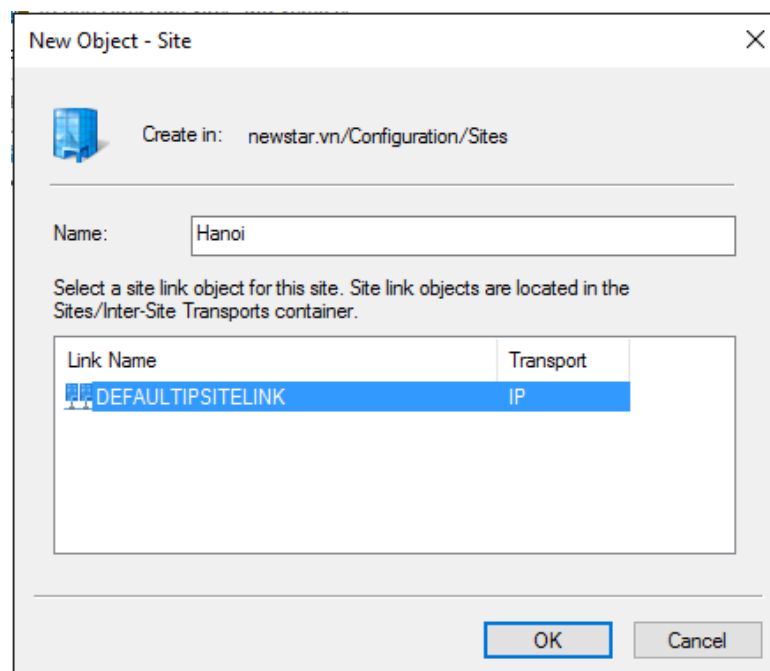 New Object - Site
Create in: newstar.vn/Configuration/Sites
Name: Hanoi
Select a site link object for this site. Site link objects are located in the
Sites/Inter-Site Transports container.
Link Name Transport
DEFAULTIPSITELINK IP
OK Cancel